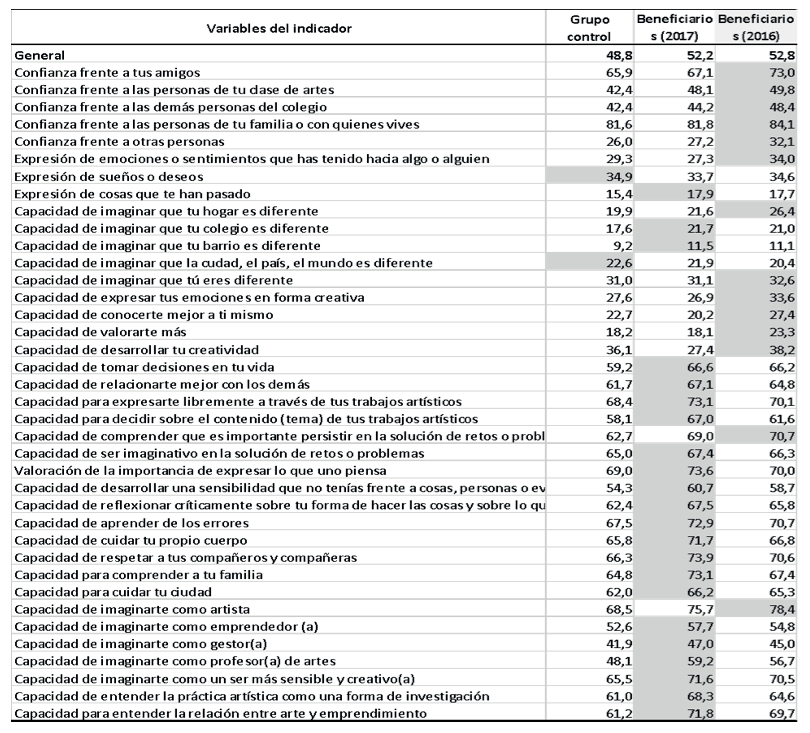 Variables del indicador Grupo control Beneficiario s (2017) Beneficiario s (2016)
General 48,8 52,2 52,8
Confianza frente a tus amigos 65,9 67,1 73,0
Confianza frente a las personas de tu clase de artes 42,4 48,1 49,8
Confianza frente a las demás personas del colegio 42,4 44,2 48,4
Confianza frente a las personas de tu familia o con quienes vives 81,6 81,8 84,1
Confianza frente a otras personas 26,0 27,2 32,1
Expresión de emociones o sentimientos que has tenido hacia algo o alguien 29,3 27,3 34,0
Expresión de sueños o deseos 34,9 33,7 34,6
Expresión de cosas que te han pasado 15,4 17,9 17,7
Capacidad de imaginar que tu hogar es diferente 19,9 21,6 26,4
Capacidad de imaginar que tu colegio es diferente 17,6 21,7 21,0
Capacidad de imaginar que tu barrio es diferente 9,2 11,5 11,1
Capacidad de imaginar que la cudad, el país, el mundo es diferente 22,6 21,9 20,4
Capacidad de imaginar que tú eres diferente 31,0 31,1 32,6
Capacidad de expresar tus emociones en forma creativa 27,6 26,9 33,6
Capacidad de conocerte mejor a ti mismo 22,7 20,2 27,4
Capacidad de valorarte más 18,2 18,1 23,3
Capacidad de desarrollar tu creatividad 36,1 27,4 38,2
Capacidad de tomar decisiones en tu vida 59,2 66,6 66,2
Capacidad de relacionarte mejor con los demás 61,7 67,1 64,8
Capacidad para expresarte libremente a través de tus trabajos artísticos 68,4 73,1 70,1
Capacidad para decidir sobre el contenido (tema) de tus trabajos artísticos 58,1 67,0 61,6
Capacidad de comprender que es importante persistir en la solución de retos o probl 62,7 69,0 70,7
Capacidad de ser imaginativo en la solución de retos o problemas 65,0 67,4 66,3
Valoración de la importancia de expresar lo que uno piensa 69,0 73,6 70,0
Capacidad de desarrollar una sensibilidad que no tenías frente a cosas, personas o ev 54,3 60,7 58,7
Capacidad de reflexionar críticamente sobre tu forma de hacer las cosas y sobre lo qu 62,4 67,5 65,8
Capacidad de aprender de los errores 67,5 72,9 70,7
Capacidad de cuidar tu propio cuerpo 65,8 71,7 66,8
Capacidad de respetar a tus compañeros y compañeras 66,3 73,9 70,6
Capacidad para comprender a tu familia 64,8 73,1 67,4
Capacidad para cuidar tu ciudad 62,0 66,2 65,3
Capacidad de imaginarte como artista 68,5 75,7 78,4
Capacidad de imaginarte como emprendedor (a) 52,6 57,7 54,8
Capacidad de imaginarte como gestor(a) 41,9 47,0 45,0
Capacidad de imaginarte como profesor(a) de artes 48,1 59,2 56,7
Capacidad de imaginarte como un ser más sensible y creativo(a) 65,5 71,6 70,5
Capacidad de entender la práctica artística como una forma de investigación 61,0 68,3 64,6
Capacidad para entender la relación entre arte y emprendimiento 61,2 71,8 69,7